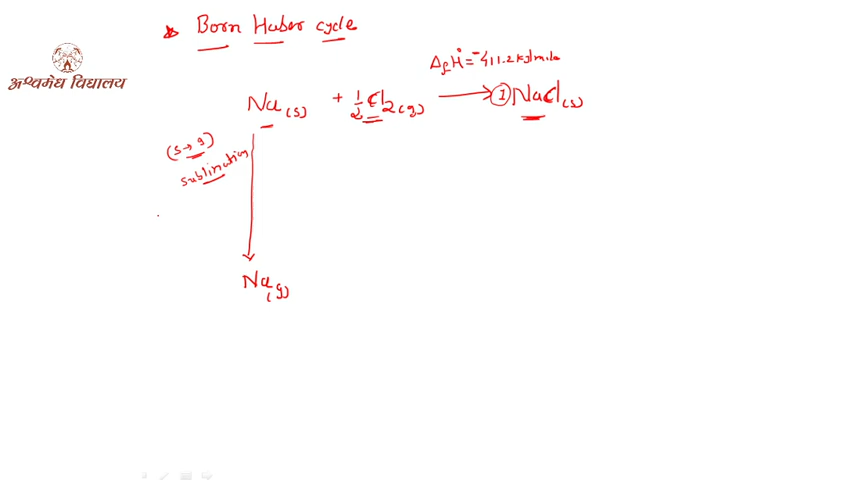 Born Haber cycle
अश्वमेध विद्यालय
ΔfH° = -411.2 kJ/mole
Na(s) + 1/2 Cl2(g) → ① NaCl(s)
(s → g)
sublimation
Na(g)